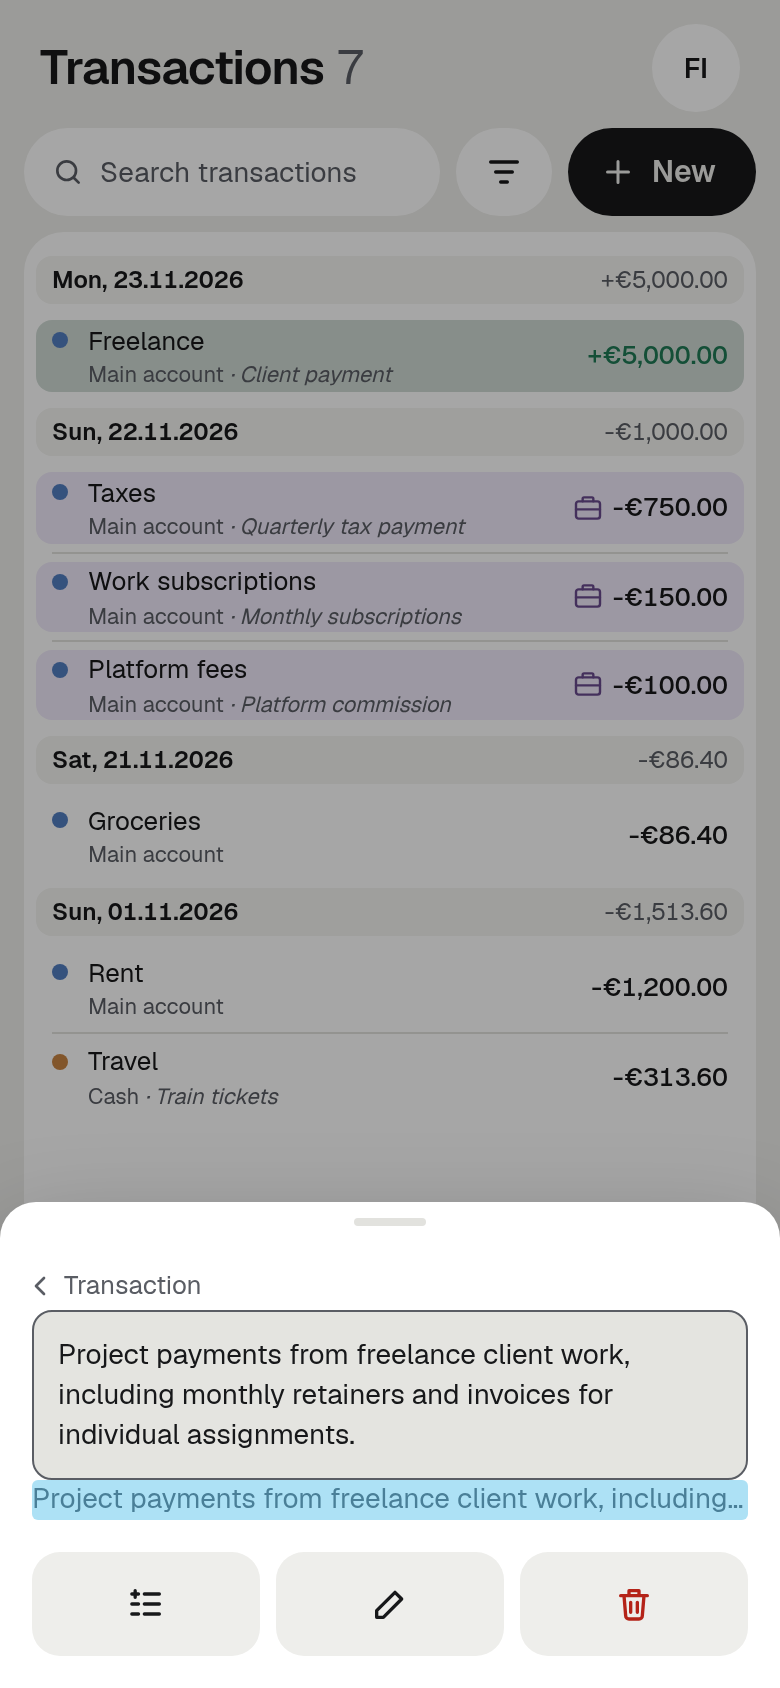 Transactions 7
FI
Search transactions
New
Mon, 23.11.2026 +€5,000.00
Freelance
Main account · Client payment
+€5,000.00
Sun, 22.11.2026 -€1,000.00
Taxes
Main account · Quarterly tax payment
-€750.00
Work subscriptions
Main account · Monthly subscriptions
-€150.00
Platform fees
Main account · Platform commission
-€100.00
Sat, 21.11.2026 -€86.40
Groceries
Main account
-€86.40
Sun, 01.11.2026 -€1,513.60
Rent
Main account
-€1,200.00
Travel
Cash · Train tickets
-€313.60
Transaction
Project payments from freelance client work,
including monthly retainers and invoices for
individual assignments.
Project payments from freelance client work, including...